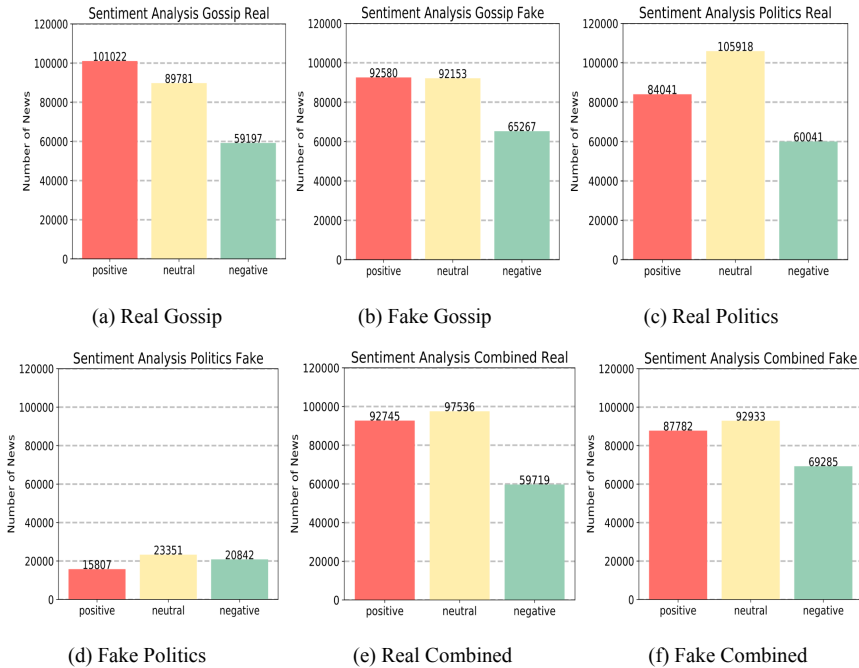 Sentiment Analysis Gossip Real
120000
100000
80000
60000
40000
20000
0
Number of News
101022
89781
59197
positive neutral negative
(a) Real Gossip
Sentiment Analysis Gossip Fake
120000
100000
80000
60000
40000
20000
0
Number of News
92580
92153
65267
positive neutral negative
(b) Fake Gossip
Sentiment Analysis Politics Real
120000
100000
80000
60000
40000
20000
0
Number of News
84041
105918
60041
positive neutral negative
(c) Real Politics
Sentiment Analysis Politics Fake
120000
100000
80000
60000
40000
20000
0
Number of News
15807
23351
20842
positive neutral negative
(d) Fake Politics
Sentiment Analysis Combined Real
120000
100000
80000
60000
40000
20000
0
Number of News
92745
97536
59719
positive neutral negative
(e) Real Combined
Sentiment Analysis Combined Fake
120000
100000
80000
60000
40000
20000
0
Number of News
87782
92933
69285
positive neutral negative
(f) Fake Combined